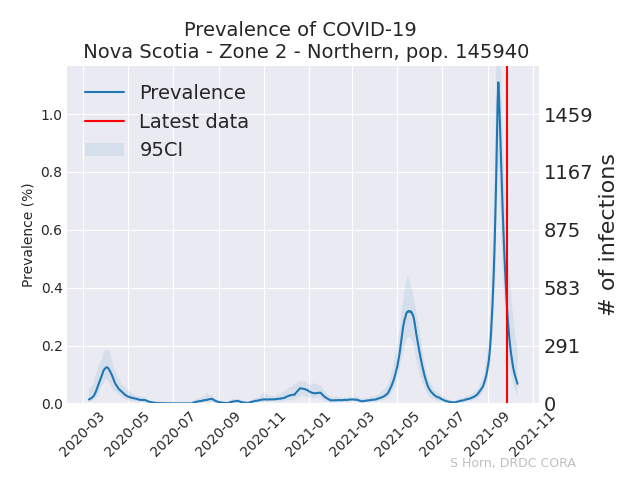 Prevalence of COVID-19
Nova Scotia - Zone 2 - Northern, pop. 145940
Prevalence
Latest data
95CI
Prevalence (%)
1.0
0.8
0.6
0.4
0.2
0.0
1459
1167
875
583
291
0
# of infections
2020-03
2020-05
2020-07
2020-09
2020-11
2021-01
2021-03
2021-05
2021-07
2021-09
2021-11
S Horn, DRDC CORA